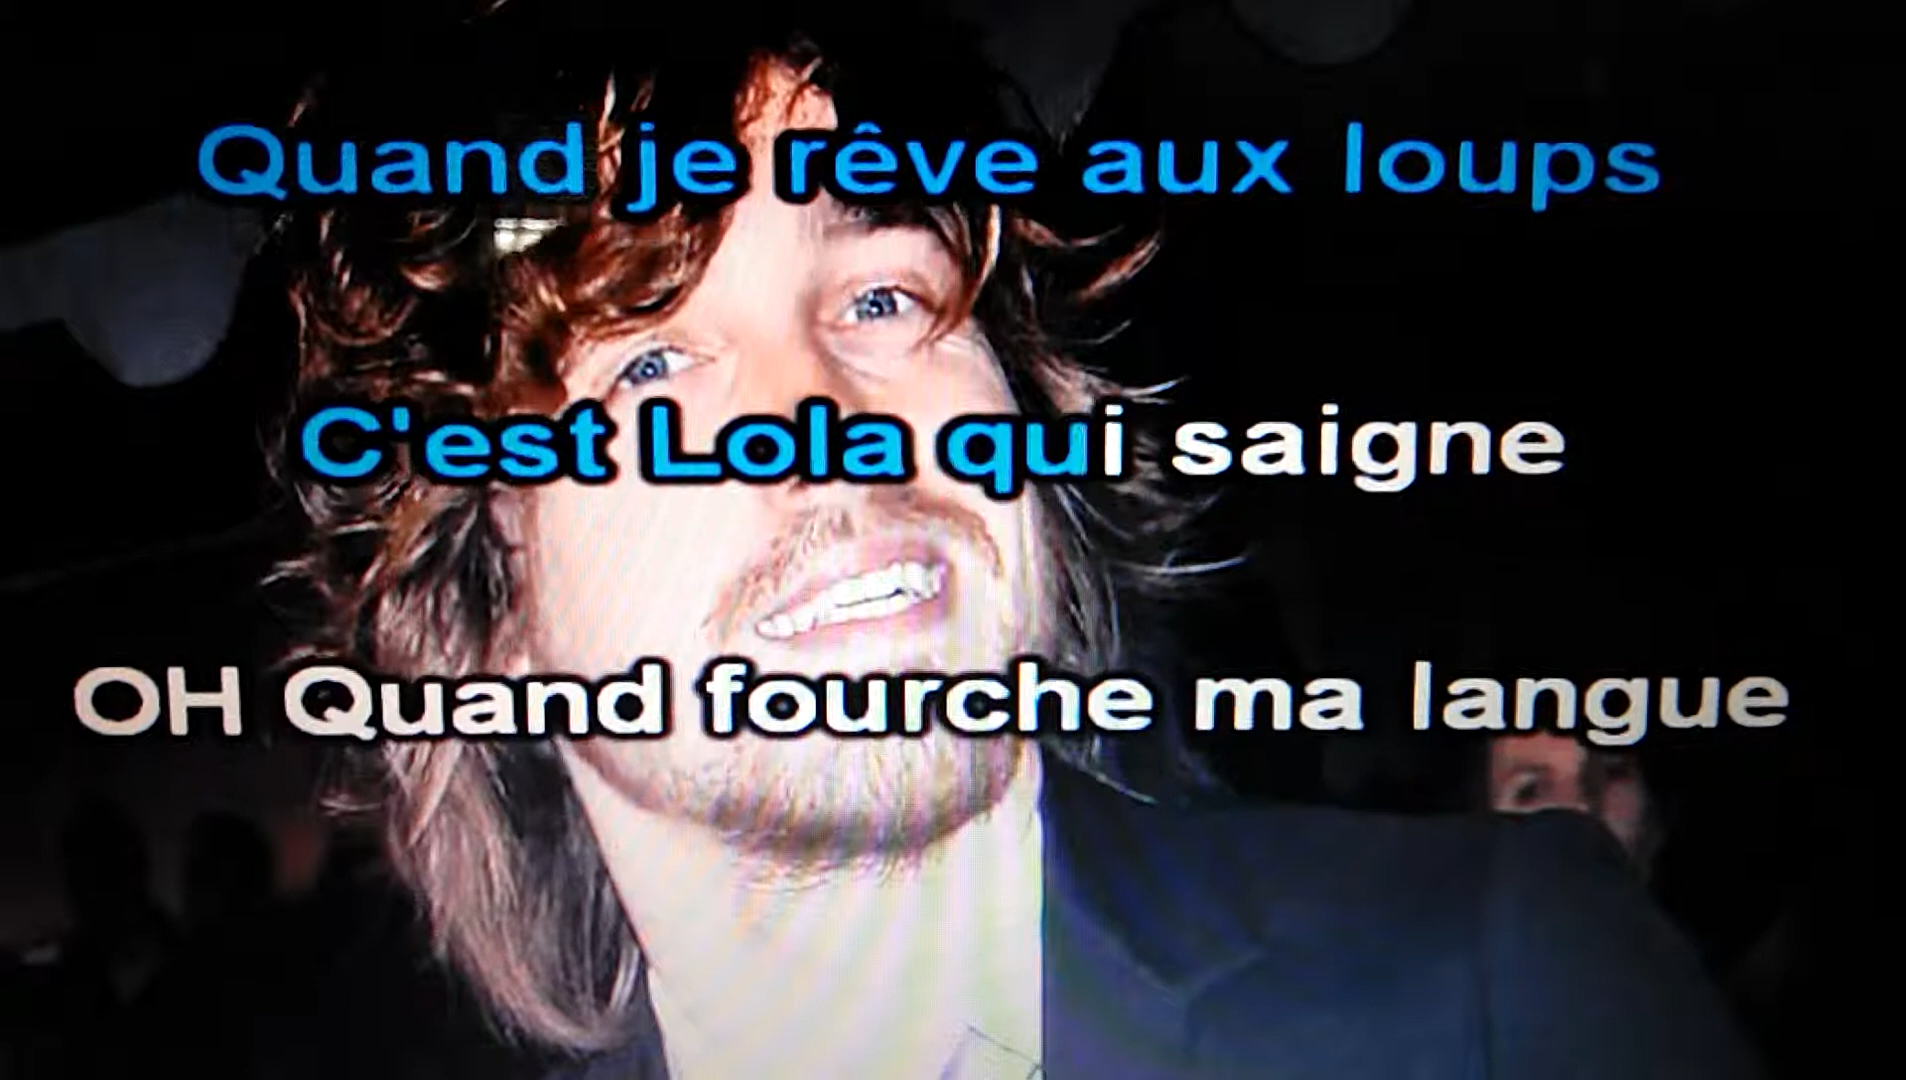 Quand je rêve aux loups
C'est Lola qui saigne
OH Quand fourche ma langue